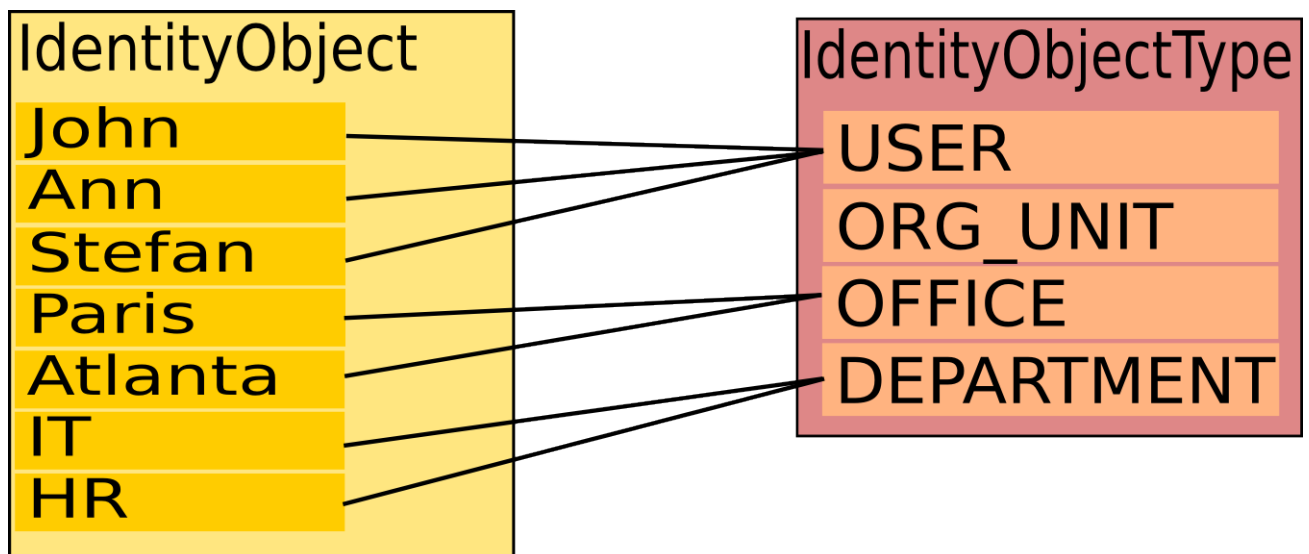 IdentityObject
John
Ann
Stefan
Paris
Atlanta
IT
HR
IdentityObjectType
USER
ORG_UNIT
OFFICE
DEPARTMENT